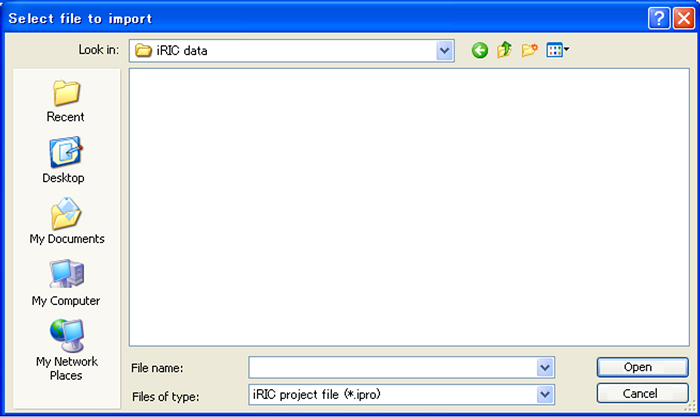 Select file to import
?
Look in:
iRIC data
Recent
Desktop
My Documents
My Computer
My Network
Places
File name:
Open
Files of type:
iRIC project file (*.ipro)
Cancel